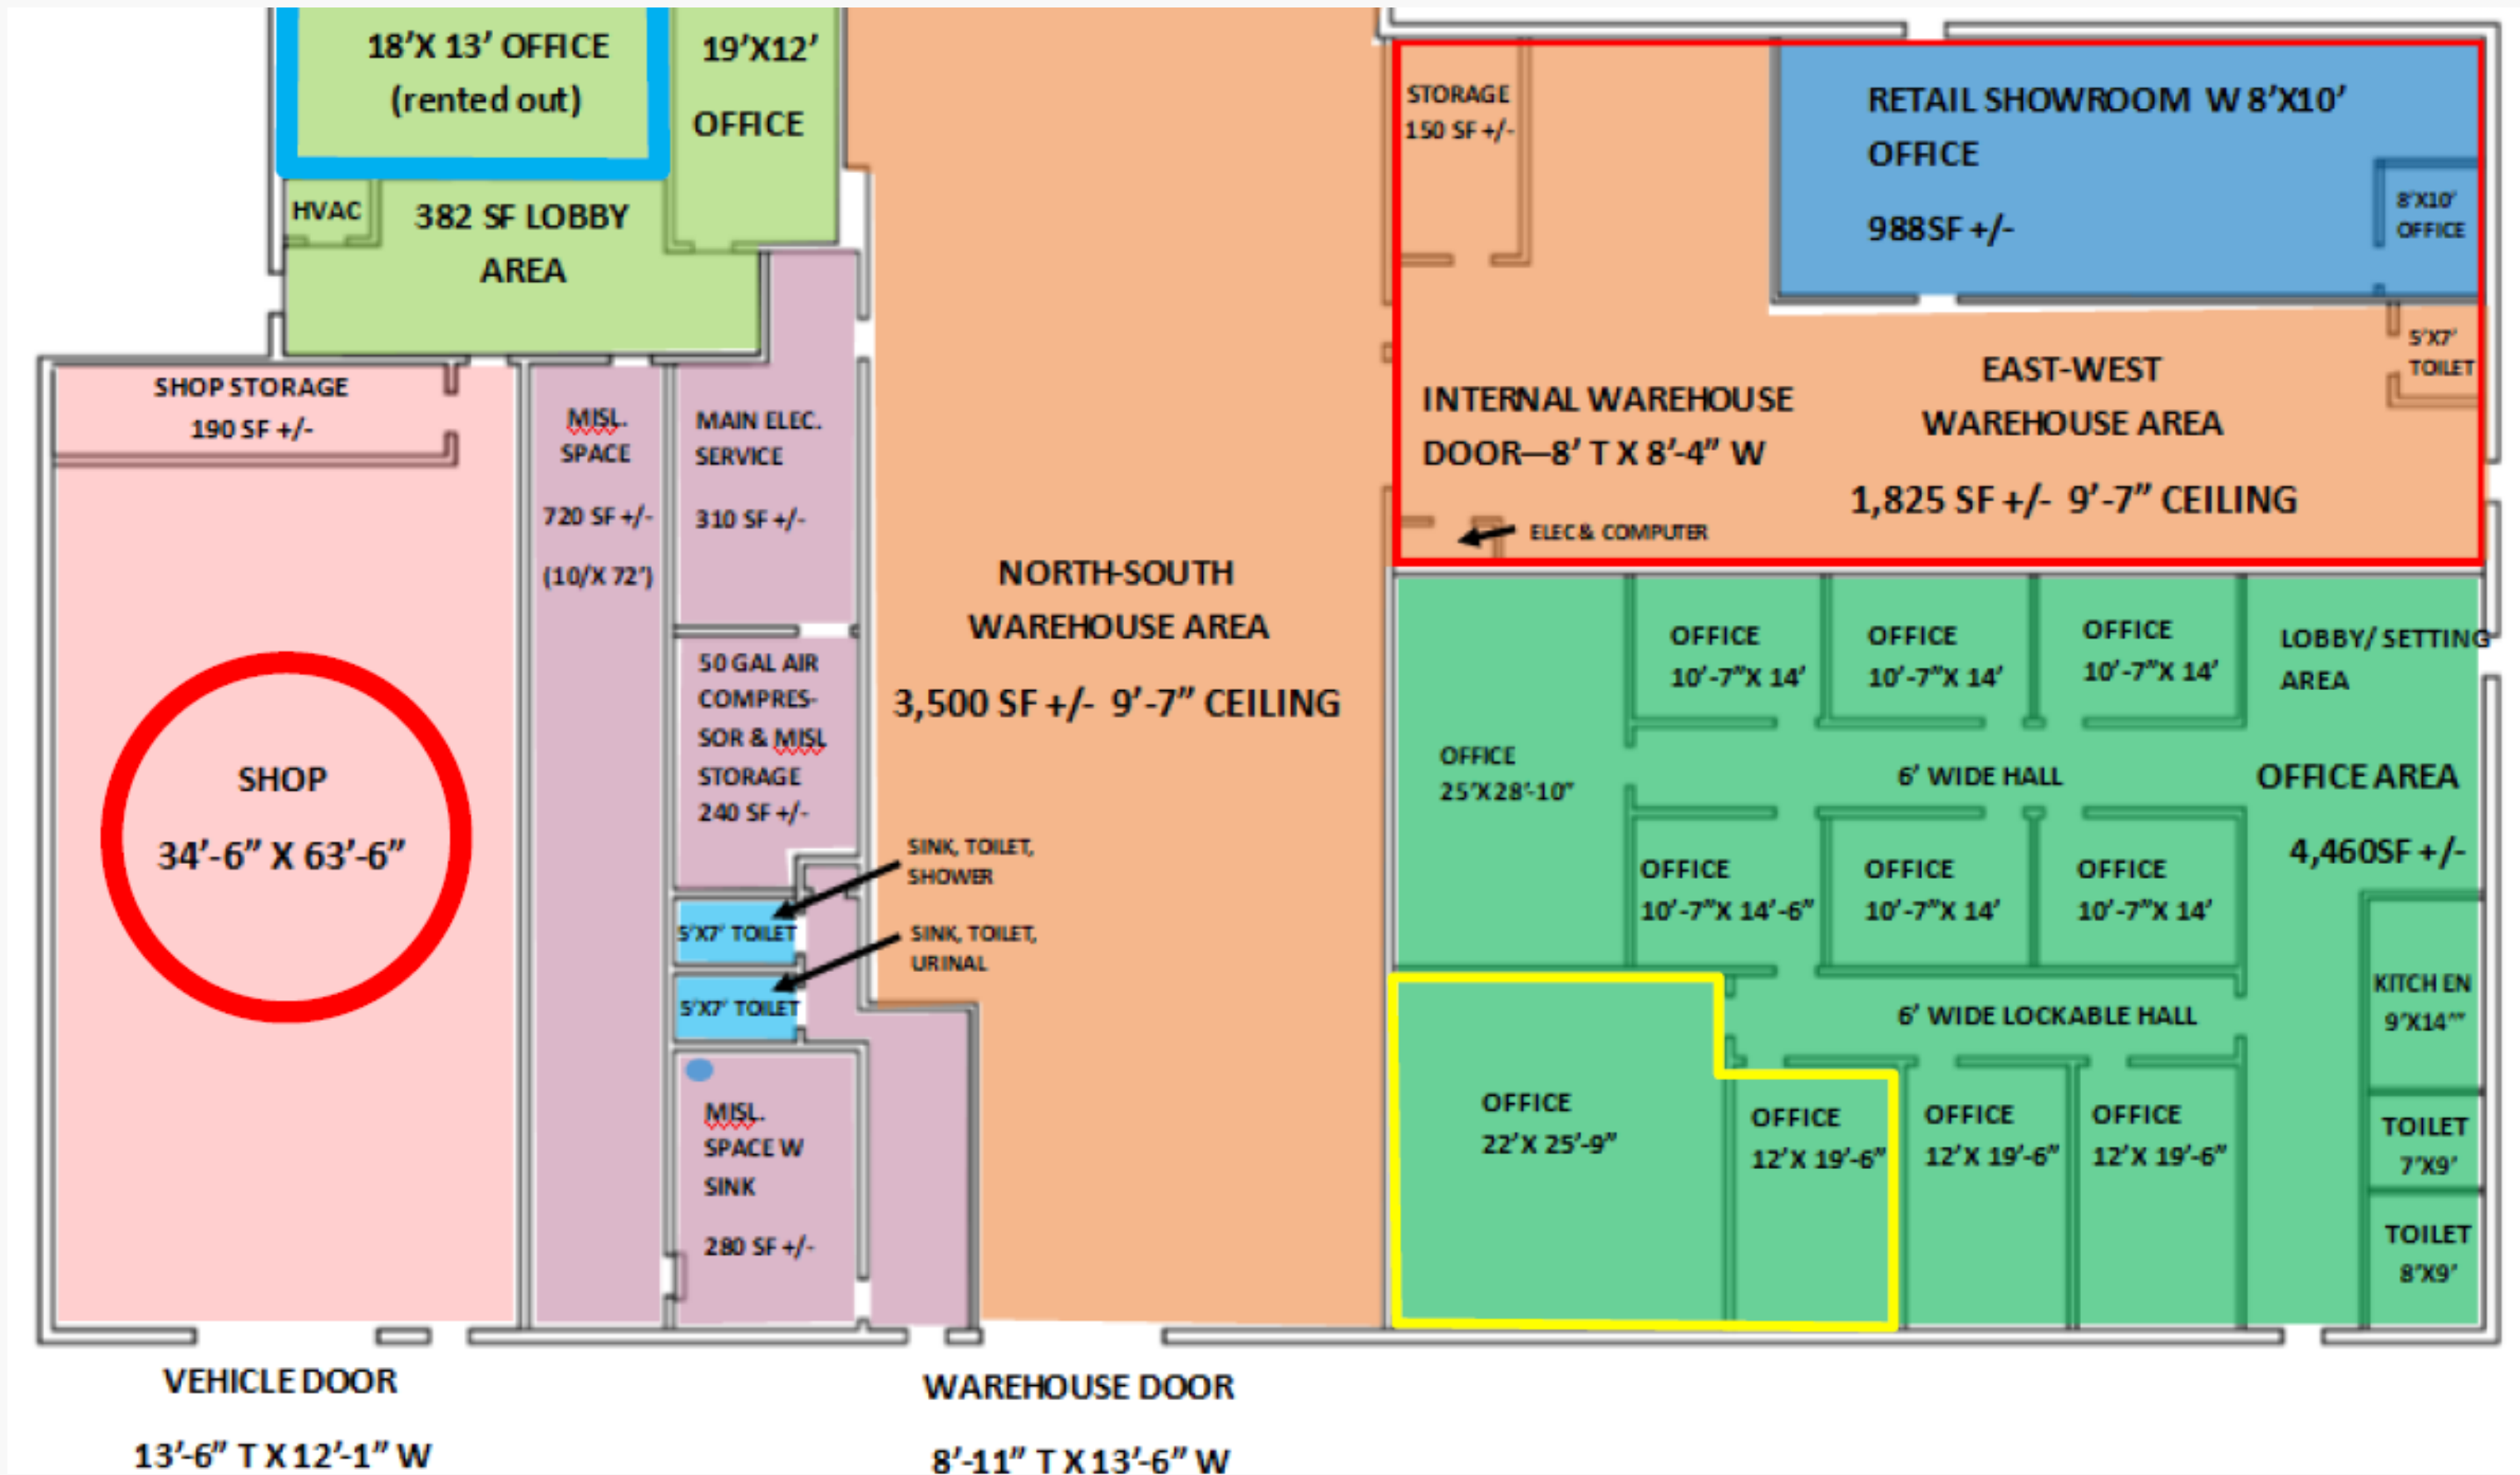 18’X 13’ OFFICE
(rented out)
19’X12’
OFFICE
HVAC
382 SF LOBBY
AREA
STORAGE
150 SF +/-
RETAIL SHOWROOM W 8’X10’
OFFICE
988SF +/-
8’X10’
OFFICE
5’X7’
TOILET
SHOP STORAGE
190 SF +/-
MISL.
SPACE
720 SF +/-
(10/X 72’)
MAIN ELEC.
SERVICE
310 SF +/-
INTERNAL WAREHOUSE
DOOR—8’ T X 8’-4” W
EAST-WEST
WAREHOUSE AREA
1,825 SF +/- 9’-7” CEILING
ELEC & COMPUTER
NORTH-SOUTH
WAREHOUSE AREA
3,500 SF +/- 9’-7” CEILING
50 GAL AIR
COMPRES-
SOR & MISL
STORAGE
240 SF +/-
SHOP
34’-6” X 63’-6”
SINK, TOILET,
SHOWER
SINK, TOILET,
URINAL
5’X7’ TOILET
5’X7’ TOILET
MISL.
SPACE W
SINK
280 SF +/-
OFFICE
10’-7”X 14’
OFFICE
10’-7”X 14’
OFFICE
10’-7”X 14’
LOBBY/ SETTING
AREA
OFFICE
25’X28’-10”
6’ WIDE HALL
OFFICE AREA
4,460SF +/-
OFFICE
10’-7”X 14’-6”
OFFICE
10’-7”X 14’
OFFICE
10’-7”X 14’
KITCH EN
9’X14’”
6’ WIDE LOCKABLE HALL
OFFICE
22’X 25’-9”
OFFICE
12’X 19’-6”
OFFICE
12’X 19’-6”
OFFICE
12’X 19’-6”
TOILET
7’X9’
TOILET
8’X9’
VEHICLE DOOR
13’-6” T X 12’-1” W
WAREHOUSE DOOR
8’-11” T X 13’-6” W